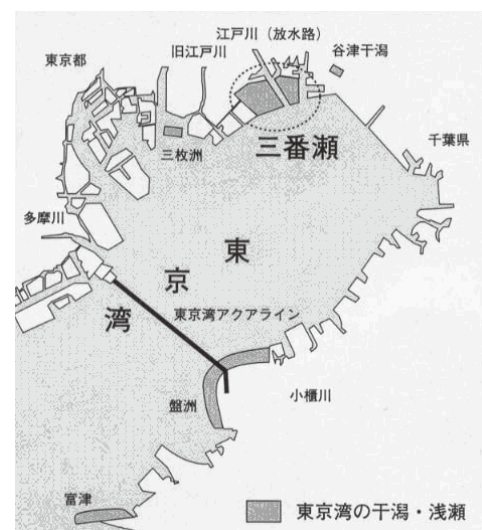 江戸川（放水路）
旧江戸川
谷津干潟
東京都
三枚洲
三番瀬
千葉県
多摩川
東
京
湾
東京湾アクアライン
盤洲
小櫃川
富津
東京湾の干潟・浅瀬